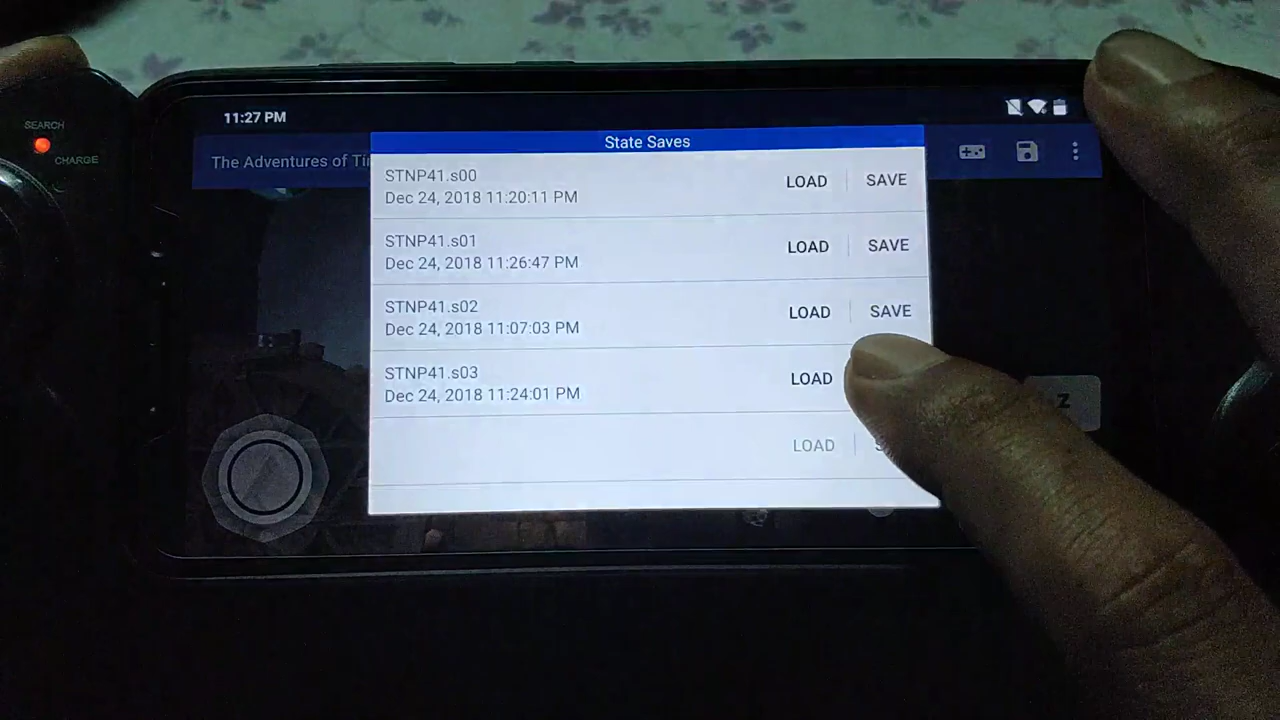 SEARCH
CHARGE
11:27 PM
The Adventures of Ti
State Saves
STNP41.s00
Dec 24, 2018 11:20:11 PM
LOAD
SAVE
STNP41.s01
Dec 24, 2018 11:26:47 PM
LOAD
SAVE
STNP41.s02
Dec 24, 2018 11:07:03 PM
LOAD
SAVE
STNP41.s03
Dec 24, 2018 11:24:01 PM
LOAD
Z
LOAD
S